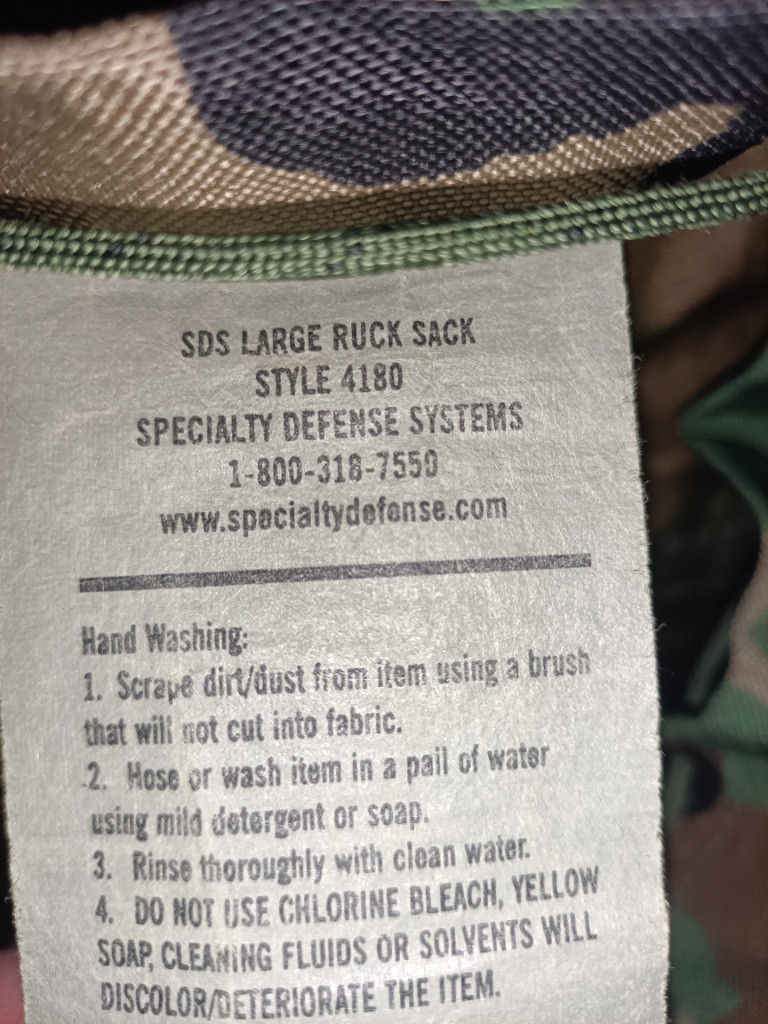 SDS LARGE RUCK SACK
STYLE 4180
SPECIALTY DEFENSE SYSTEMS
1-800-318-7550
www.specialtydefense.com
Hand Washing:
1. Scrape dirt/dust from item using a brush
that will not cut into fabric.
2. Hose or wash item in a pail of water
using mild detergent or soap.
3. Rinse thoroughly with clean water.
4. DO NOT USE CHLORINE BLEACH, YELLOW
SOAP, CLEANING FLUIDS OR SOLVENTS WILL
DISCOLOR/DETERIORATE THE ITEM.